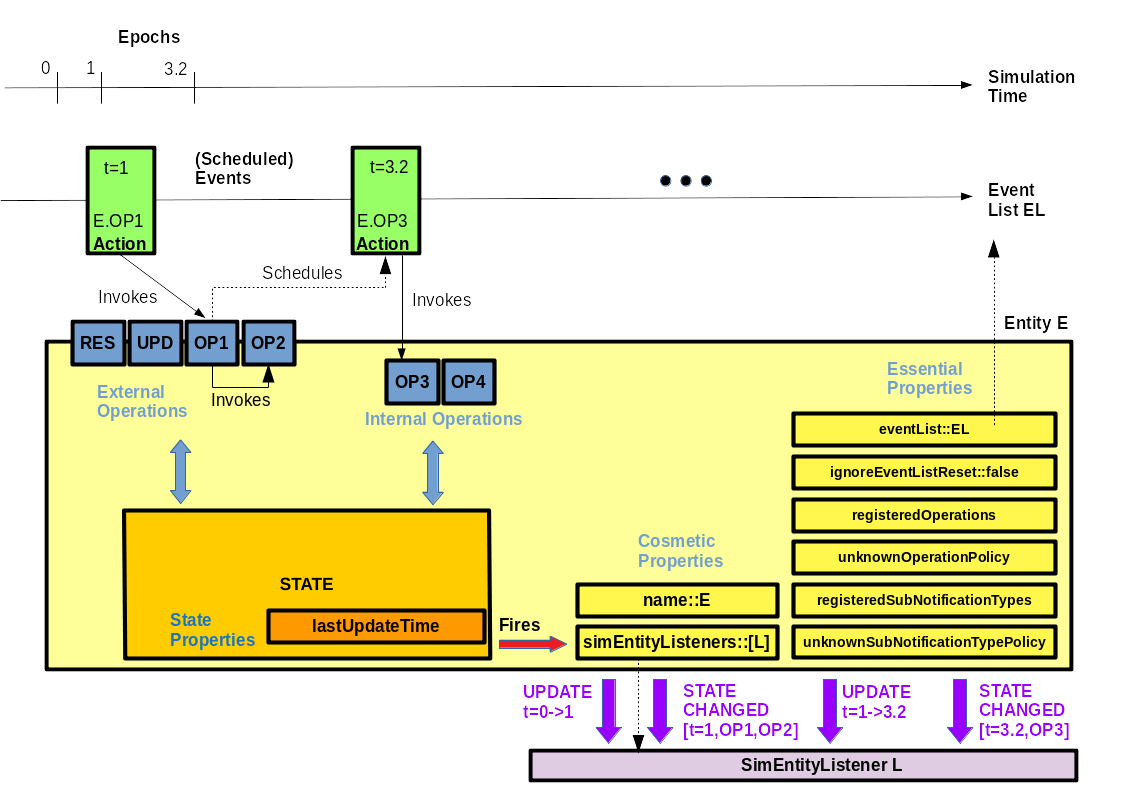 Epochs
0
1
3.2
Simulation
Time
t=1
E.OP1
Action
(Scheduled)
Events
t=3.2
E.OP3
Action
Event
List EL
Schedules
Invokes
Invokes
Entity E
RES
UPD
OP1
OP2
External
Operations
Invokes
OP3
OP4
Internal Operations
Essential
Properties
eventList::EL
ignoreEventListReset::false
registeredOperations
unknownOperationPolicy
registeredSubNotificationTypes
unknownSubNotificationTypePolicy
STATE
State
Properties
lastUpdateTime
Fires
Cosmetic
Properties
name::E
simEntityListeners::[L]
UPDATE
t=0->1
STATE
CHANGED
[t=1,OP1,OP2]
UPDATE
t=1->3.2
STATE
CHANGED
[t=3.2,OP3]
SimEntityListener L